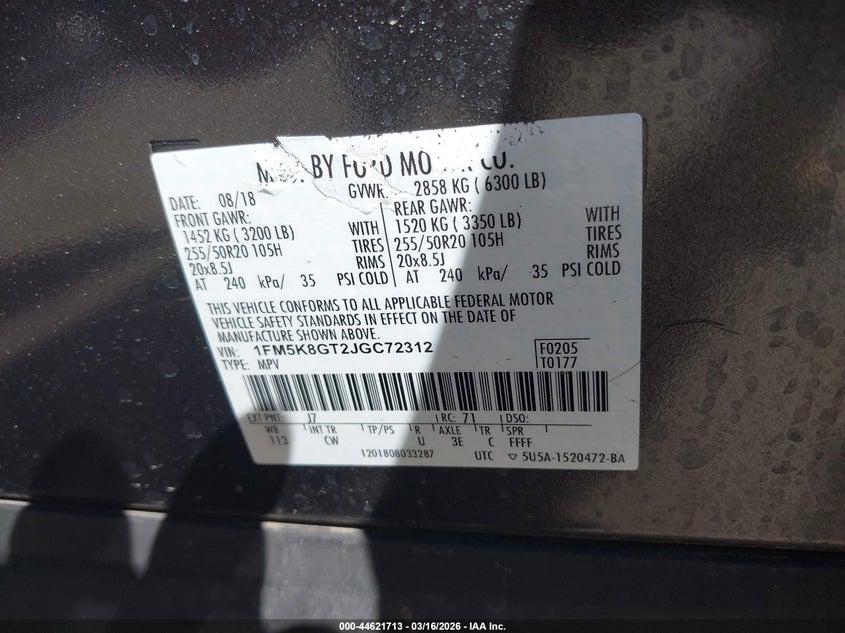 BY FORD MOTOR CO.
DATE: 08/18 GVWR: 2858 KG ( 6300 LB)
FRONT GAWR: REAR GAWR:
1452 KG ( 3200 LB) WITH 1520 KG ( 3350 LB) WITH
255/50R20 105H TIRES 255/50R20 105H TIRES
20x8.5J RIMS 20x8.5J RIMS
AT 240 kPa/ 35 PSI COLD AT 240 kPa/ 35 PSI COLD
THIS VEHICLE CONFORMS TO ALL APPLICABLE FEDERAL MOTOR
VEHICLE SAFETY STANDARDS IN EFFECT ON THE DATE OF
MANUFACTURE SHOWN ABOVE.
VIN: 1FM5K8GT2JGC72312 F0205
TYPE: MPV T0177
EXT PNT: J7 RC: 71 DSO:
WB INT TR TP/PS R AXLE TR SPR
113 CW U 3E C FFFF
1201808033287 UTC ▽ 5U5A-1520472-BA
000-44621713 - 03/16/2026 - IAA Inc.